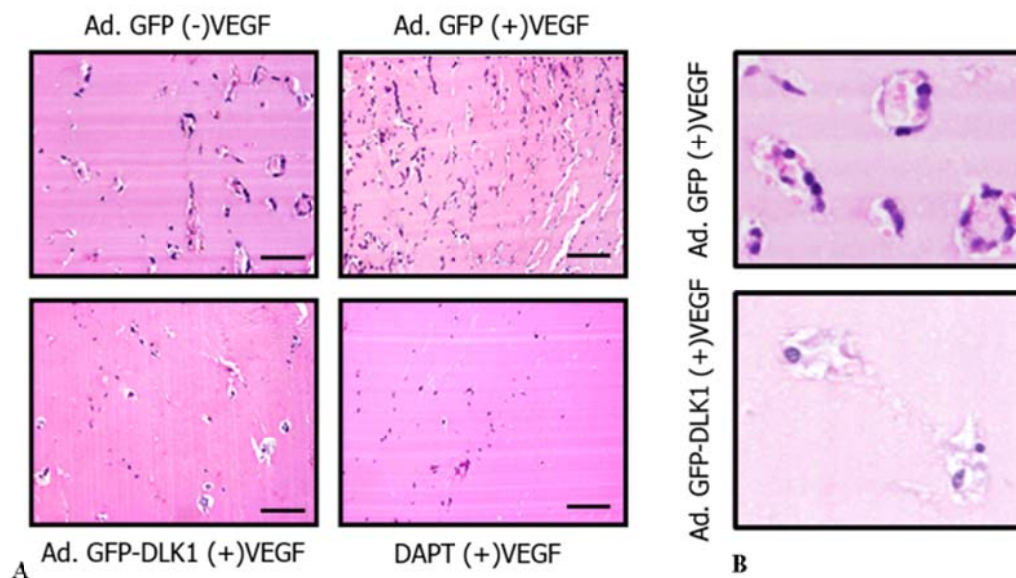 Ad. GFP (-)VEGF
Ad. GFP (+)VEGF
Ad. GFP-DLK1 (+)VEGF
DAPT (+)VEGF
A
Ad. GFP (+)VEGF
Ad. GFP-DLK1 (+)VEGF
B